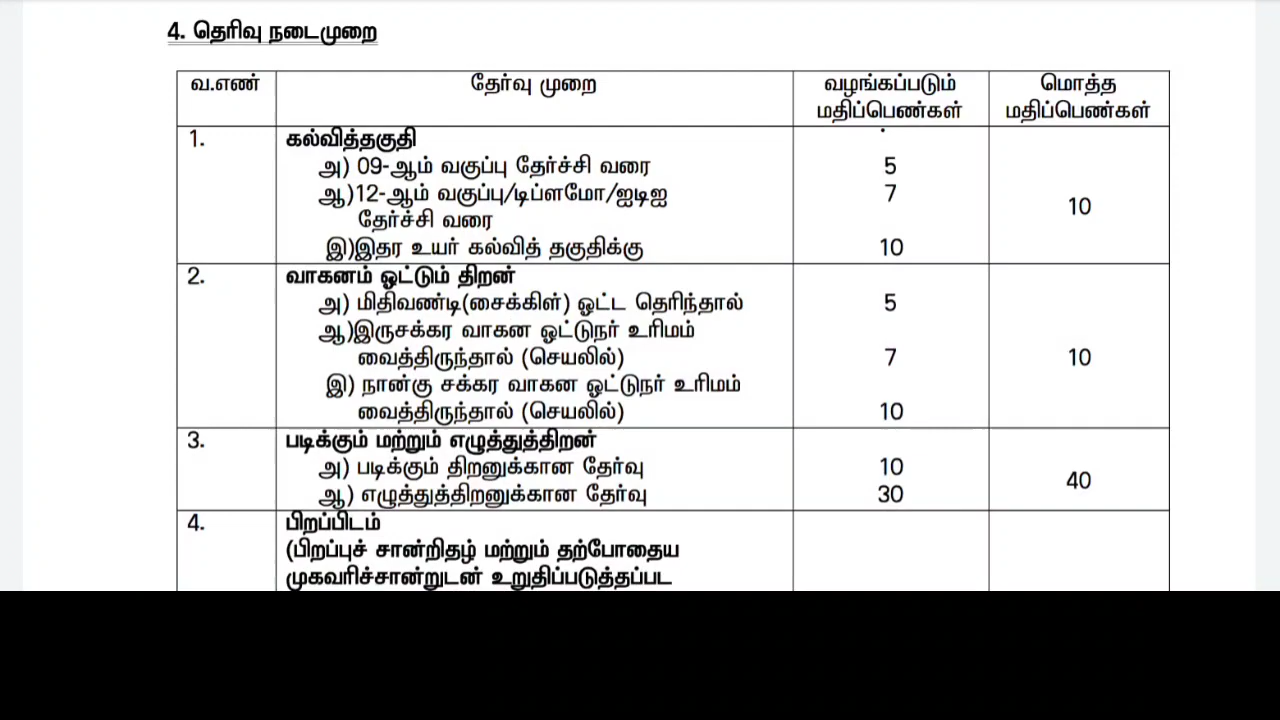 4. தெரிவு நடைமுறை
வ.எண் தேர்வு முறை வழங்கப்படும் மதிப்பெண்கள் மொத்த மதிப்பெண்கள்
1. கல்வித்தகுதி
அ) 09-ஆம் வகுப்பு தேர்ச்சி வரை 5
ஆ)12-ஆம் வகுப்பு/டிப்ளமோ/ஐடிஐ 7
தேர்ச்சி வரை 10
இ)இதர உயர் கல்வித் தகுதிக்கு 10
2. வாகனம் ஓட்டும் திறன்
அ) மிதிவண்டி(சைக்கிள்) ஓட்ட தெரிந்தால் 5
ஆ)இருசக்கர வாகன ஓட்டுநர் உரிமம்
வைத்திருந்தால் (செயலில்) 7 10
இ) நான்கு சக்கர வாகன ஓட்டுநர் உரிமம்
வைத்திருந்தால் (செயலில்) 10
3. படிக்கும் மற்றும் எழுத்துத்திறன்
அ) படிக்கும் திறனுக்கான தேர்வு 10 40
ஆ) எழுத்துத்திறனுக்கான தேர்வு 30
4. பிறப்பிடம்
(பிறப்புச் சான்றிதழ் மற்றும் தற்போதைய
முகவரிச்சான்றுடன் உறுதிப்படுத்தப்பட